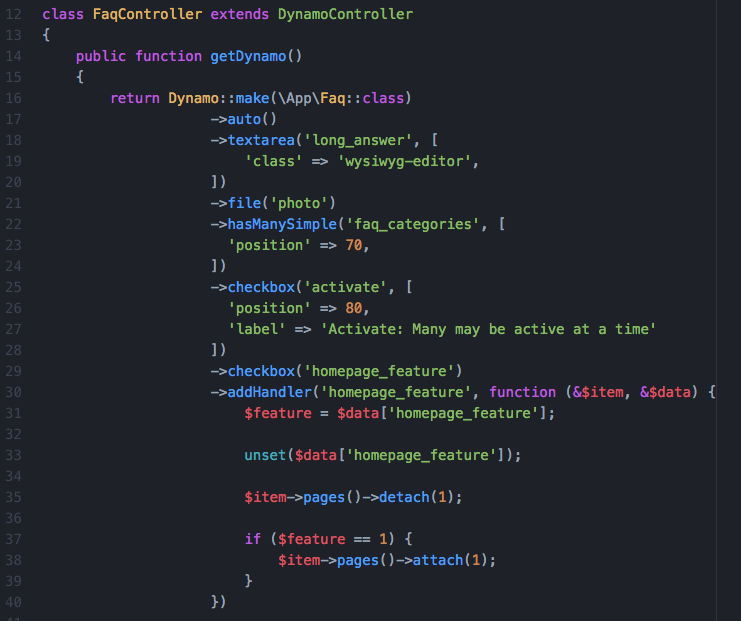 12 class FaqController extends DynamoController
13 {
14     public function getDynamo()
15     {
16         return Dynamo::make(\App\Faq::class)
17                     ->auto()
18                     ->textarea('long_answer', [
19                         'class' => 'wysiwyg-editor',
20                     ])
21                     ->file('photo')
22                     ->hasManySimple('faq_categories', [
23                       'position' => 70,
24                     ])
25                     ->checkbox('activate', [
26                       'position' => 80,
27                       'label' => 'Activate: Many may be active at a time'
28                     ])
29                     ->checkbox('homepage_feature')
30                     ->addHandler('homepage_feature', function (&$item, &$data) {
31                         $feature = $data['homepage_feature'];
32
33                         unset($data['homepage_feature']);
34
35                         $item->pages()->detach(1);
36
37                         if ($feature == 1) {
38                             $item->pages()->attach(1);
39                         }
40                     })